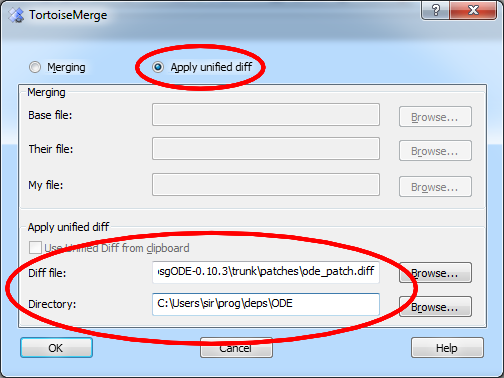 TortoiseMerge
Merging
Apply unified diff
Merging
Base file:
Browse...
Their file:
Browse...
My file:
Browse...
Apply unified diff
Use Unified Diff from clipboard
Diff file:
sgODE-0.10.3\trunk\patches\ode_patch.diff
Browse...
Directory:
C:\Users\sir\prog\deps\ODE
Browse...
OK
Cancel
Help